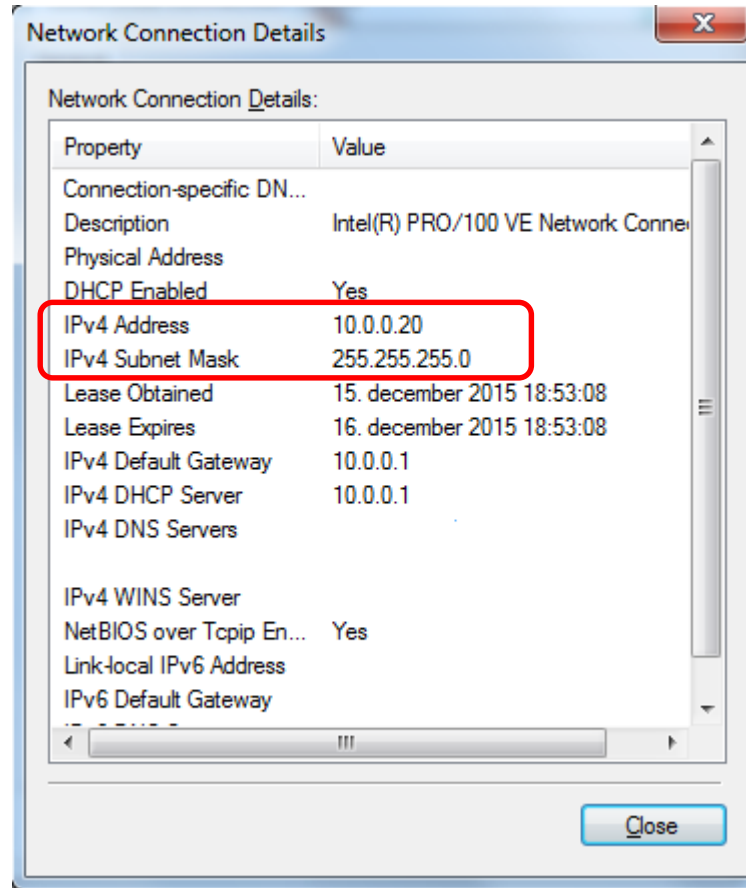 Network Connection Details
Network Connection Details:
Property Value
Connection-specific DN...
Description Intel(R) PRO/100 VE Network Conne
Physical Address
DHCP Enabled Yes
IPv4 Address 10.0.0.20
IPv4 Subnet Mask 255.255.255.0
Lease Obtained 15. december 2015 18:53:08
Lease Expires 16. december 2015 18:53:08
IPv4 Default Gateway 10.0.0.1
IPv4 DHCP Server 10.0.0.1
IPv4 DNS Servers
IPv4 WINS Server
NetBIOS over Tcpip En... Yes
Link-local IPv6 Address
IPv6 Default Gateway
Close